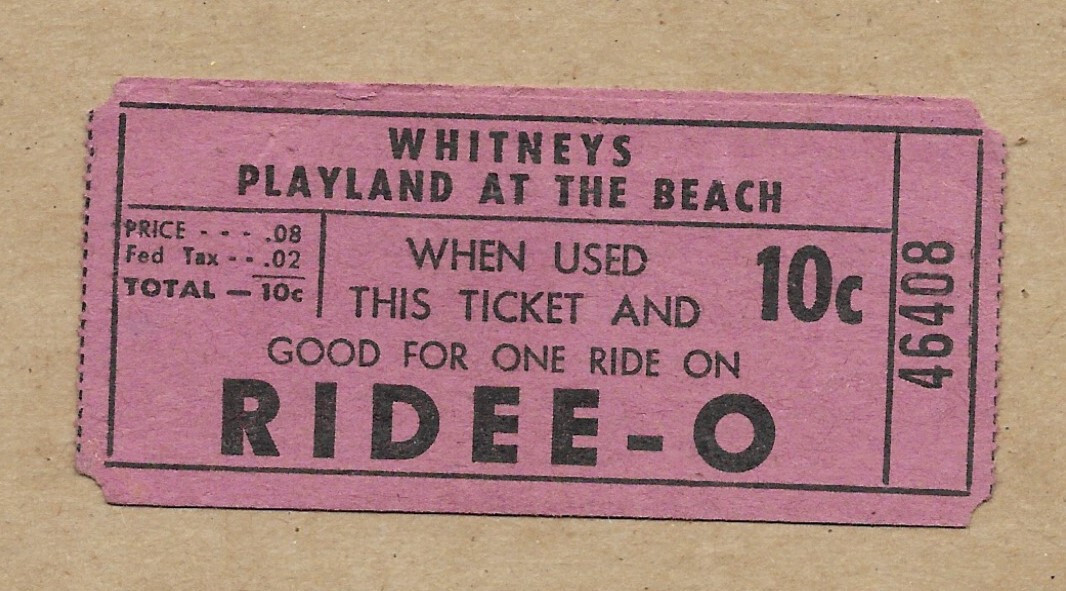 WHITNEYS
PLAYLAND AT THE BEACH
PRICE - - - .08
Fed Tax - - .02
TOTAL — 10c
WHEN USED
THIS TICKET AND
GOOD FOR ONE RIDE ON
RIDEE-O
10c
46408